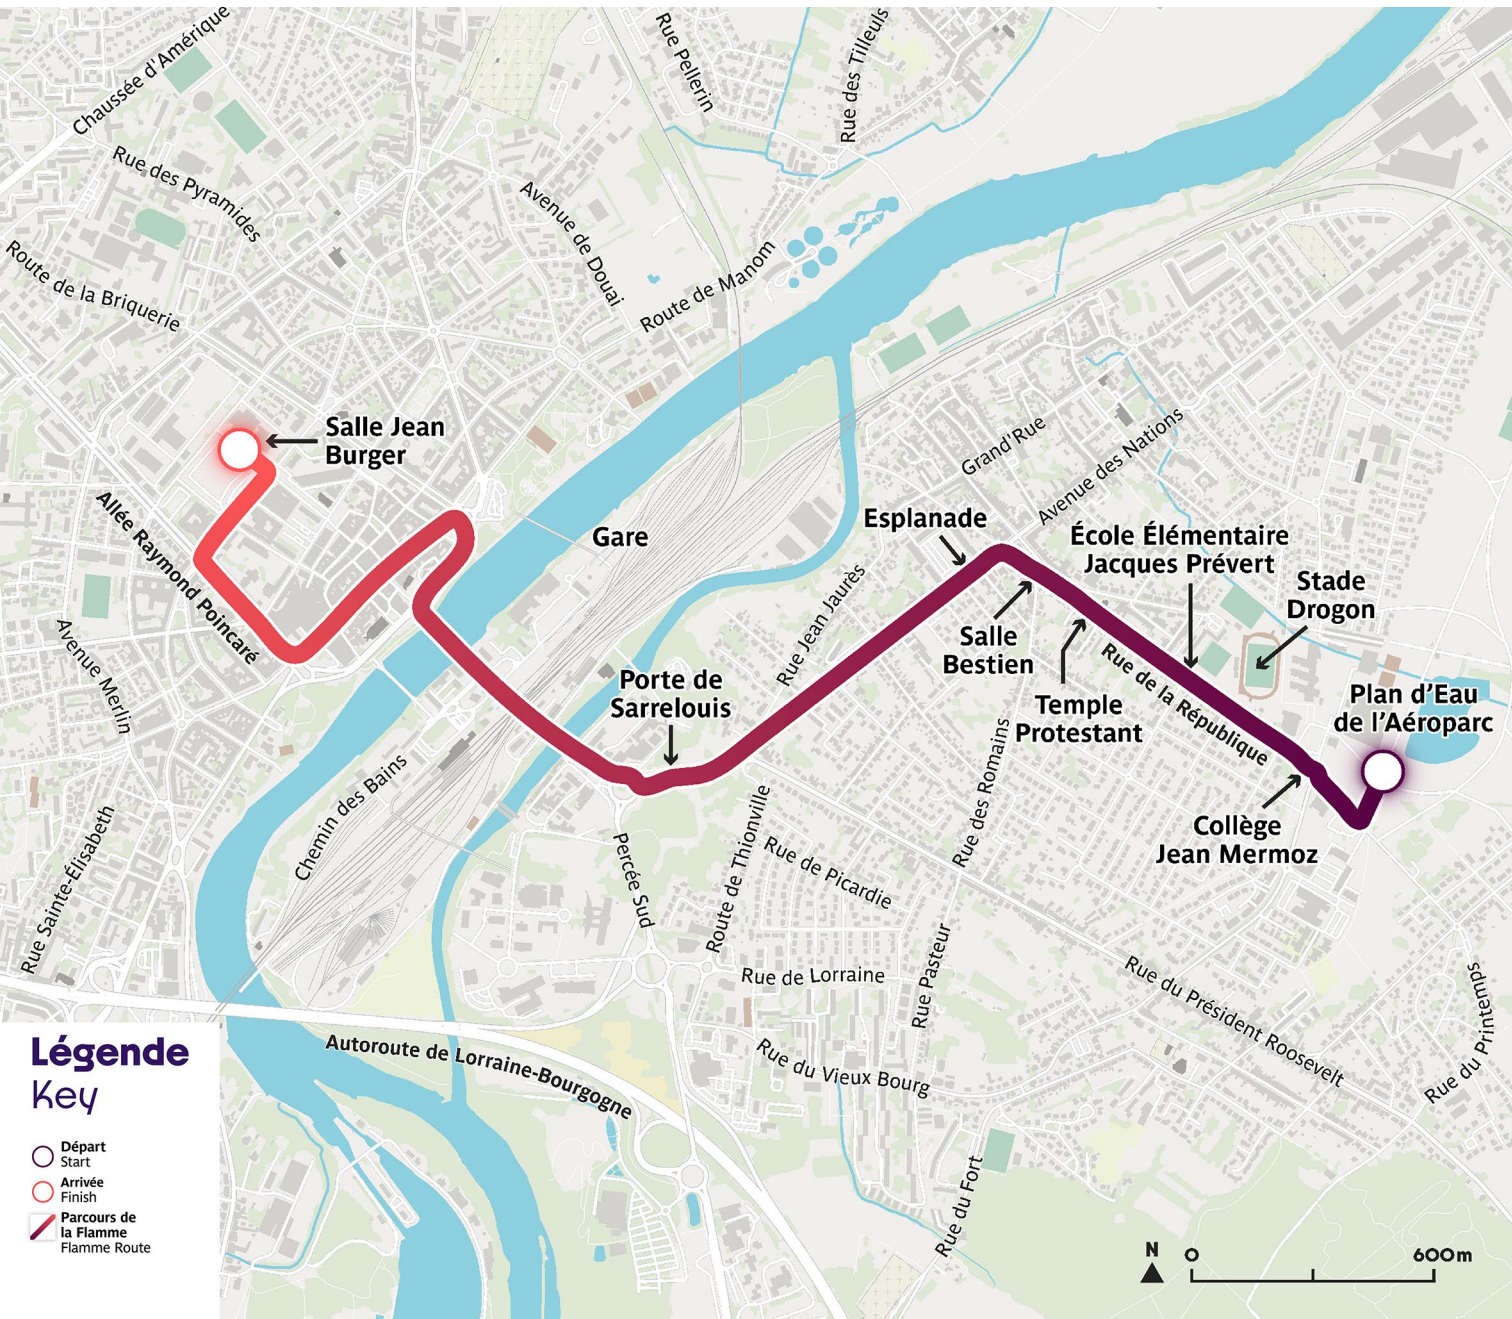 Chaussée d'Amérique
Rue Pellerin
Rue des Tilleuls
Rue des Pyramides
Avenue de Douai
Route de la Briquerie
Route de Manom
Salle Jean
Burger
Grand'Rue
Avenue des Nations
Allée Raymond Poincaré
Gare
Esplanade
École Élémentaire
Jacques Prévert
Stade
Drogon
Rue Jean Jaurès
Salle
Bestien
Avenue Merlin
Porte de
Sarrelouis
Temple
Protestant
Rue de la République
Plan d'Eau
de l'Aéroparc
Rue des Romains
Chemin des Bains
Collège
Jean Mermoz
Rue Sainte-Élisabeth
Percée Sud
Route de Thionville
Rue de Picardie
Rue de Lorraine
Rue Pasteur
Rue du Président Roosevelt
Rue du Printemps
Autoroute de Lorraine-Bourgogne
Rue du Vieux Bourg
Rue du Fort
Légende
Key
Départ
Start
Arrivée
Finish
Parcours de
la Flamme
Flamme Route
N
0
600m